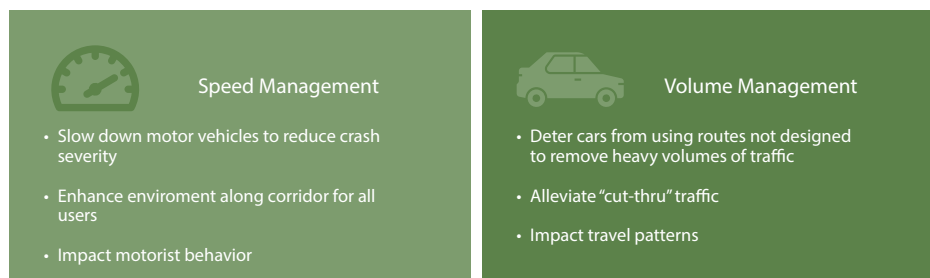 Speed Management
• Slow down motor vehicles to reduce crash
severity
• Enhance enviroment along corridor for all
users
• Impact motorist behavior
Volume Management
• Deter cars from using routes not designed
to remove heavy volumes of traffic
• Alleviate “cut-thru” traffic
• Impact travel patterns